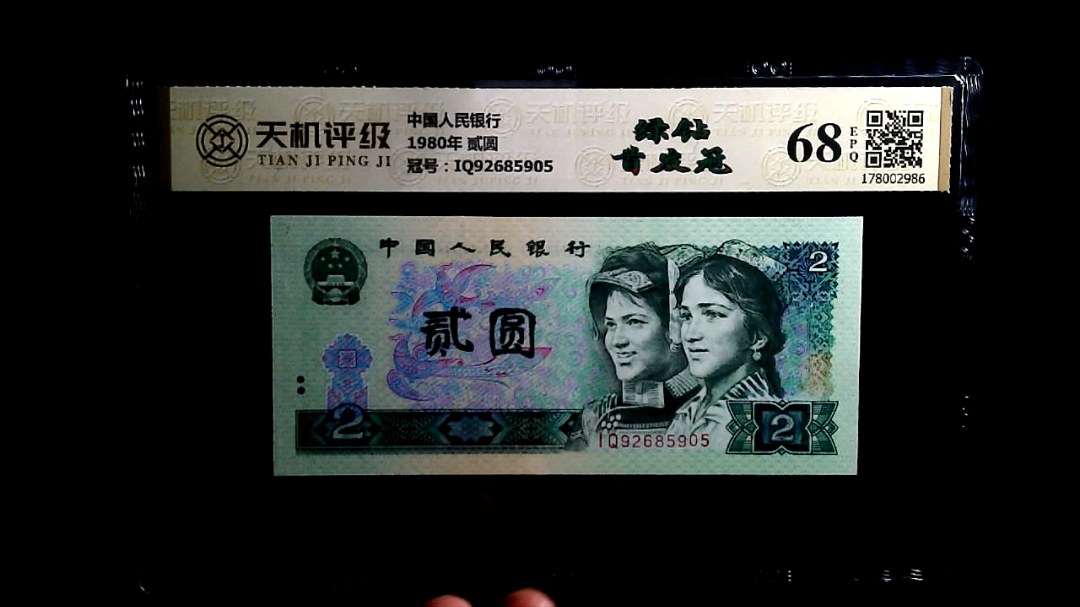 天机评级
TIAN JI PING JI
中国人民银行
1980年 贰圆
冠号：IQ92685905
绿钻
首发冠
68
EPQ
178002986
中国人民银行
2
贰圆
2
IQ92685905
2